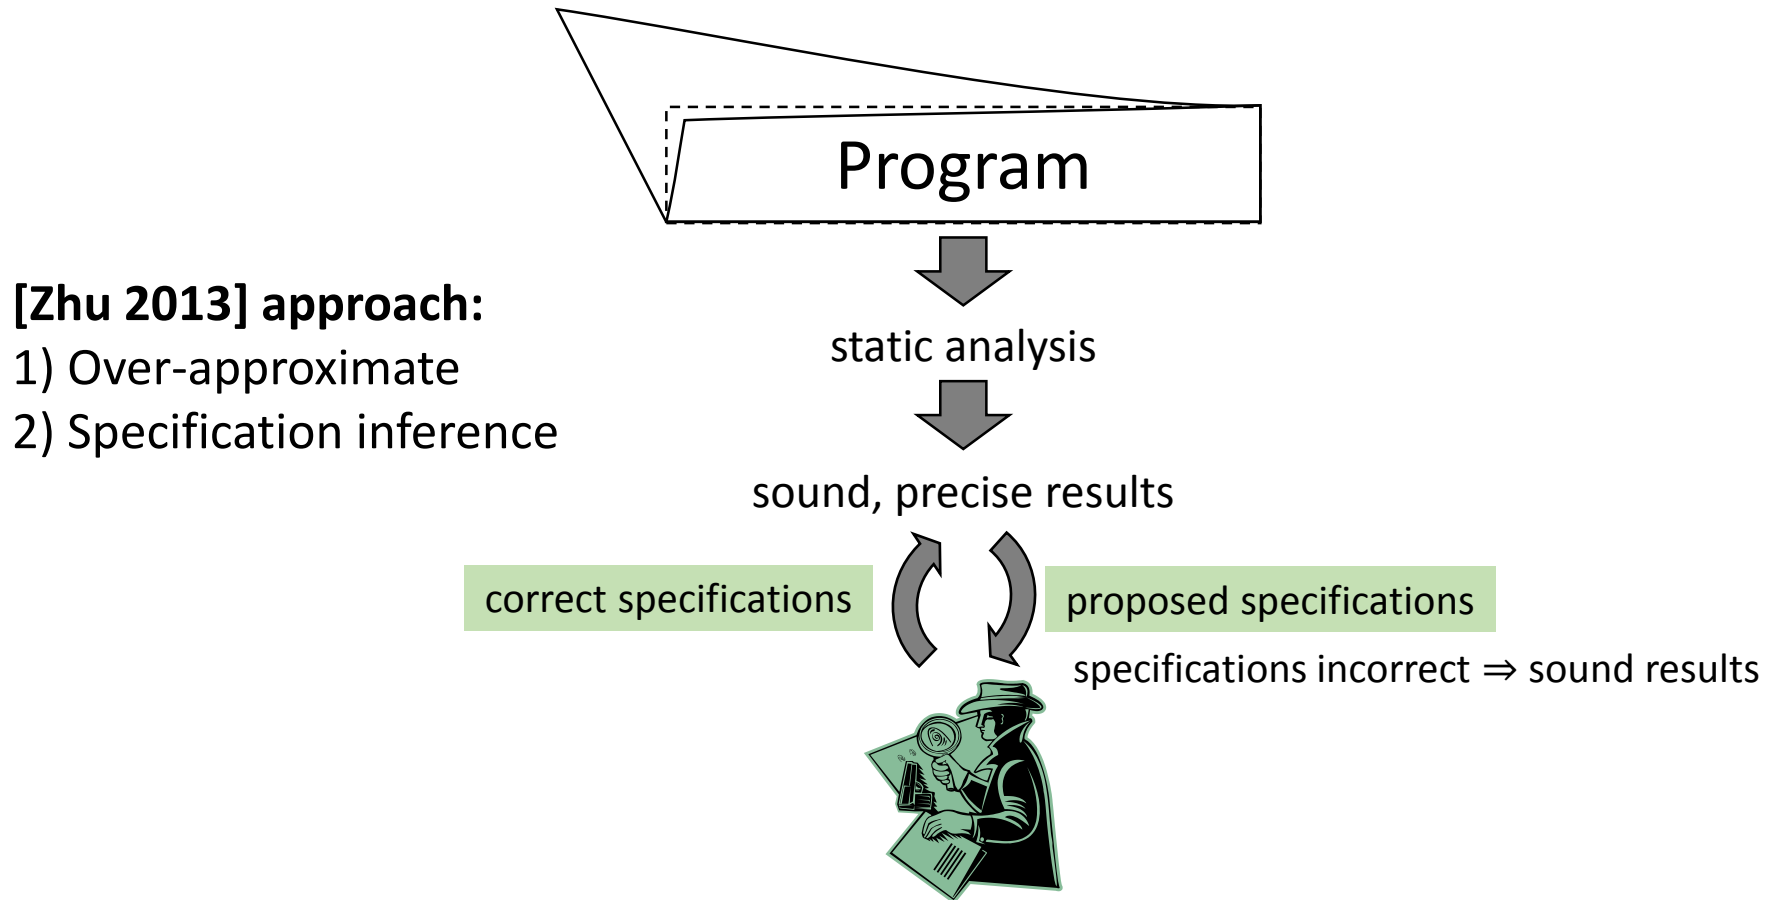 Program
[Zhu 2013] approach:
1) Over-approximate
2) Specification inference
static analysis
sound, precise results
correct specifications
proposed specifications
specifications incorrect ⇒ sound results